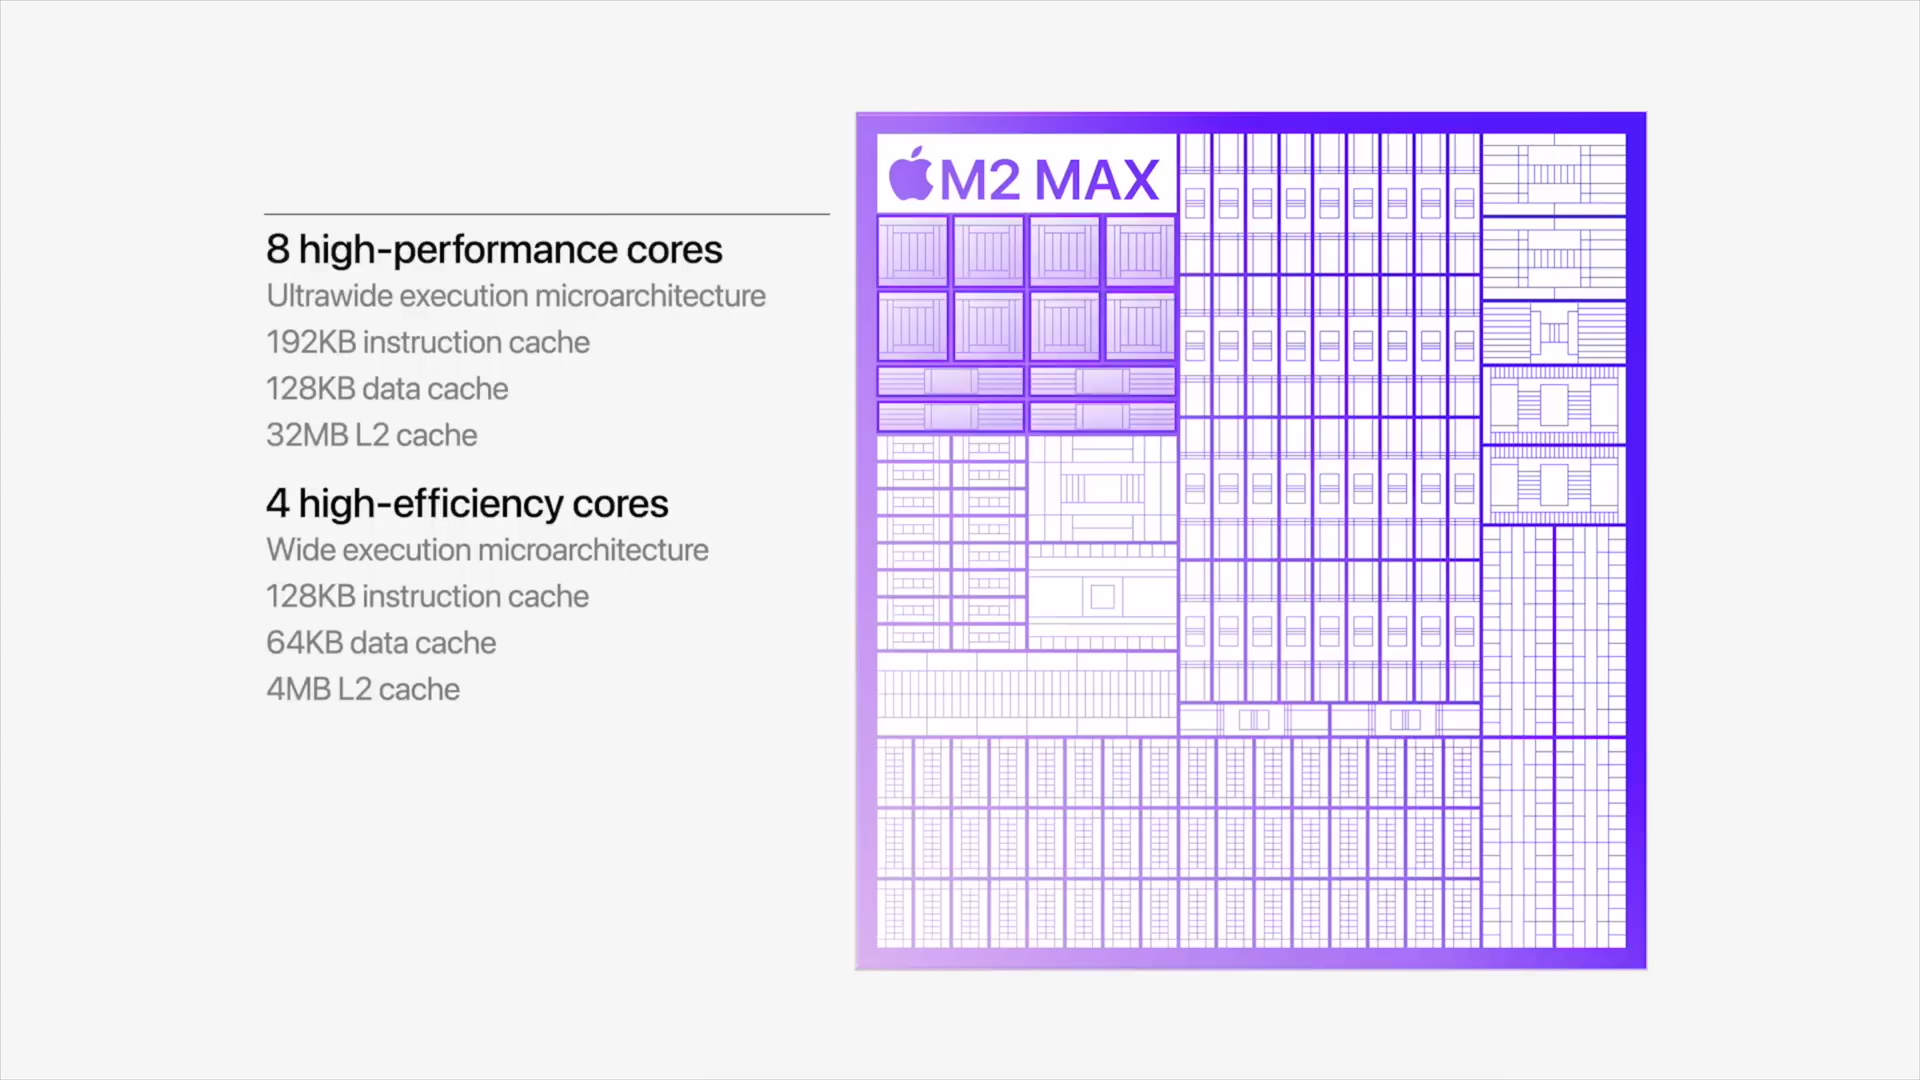 8 high-performance cores
Ultrawide execution microarchitecture
192KB instruction cache
128KB data cache
32MB L2 cache
4 high-efficiency cores
Wide execution microarchitecture
128KB instruction cache
64KB data cache
4MB L2 cache
M2 MAX